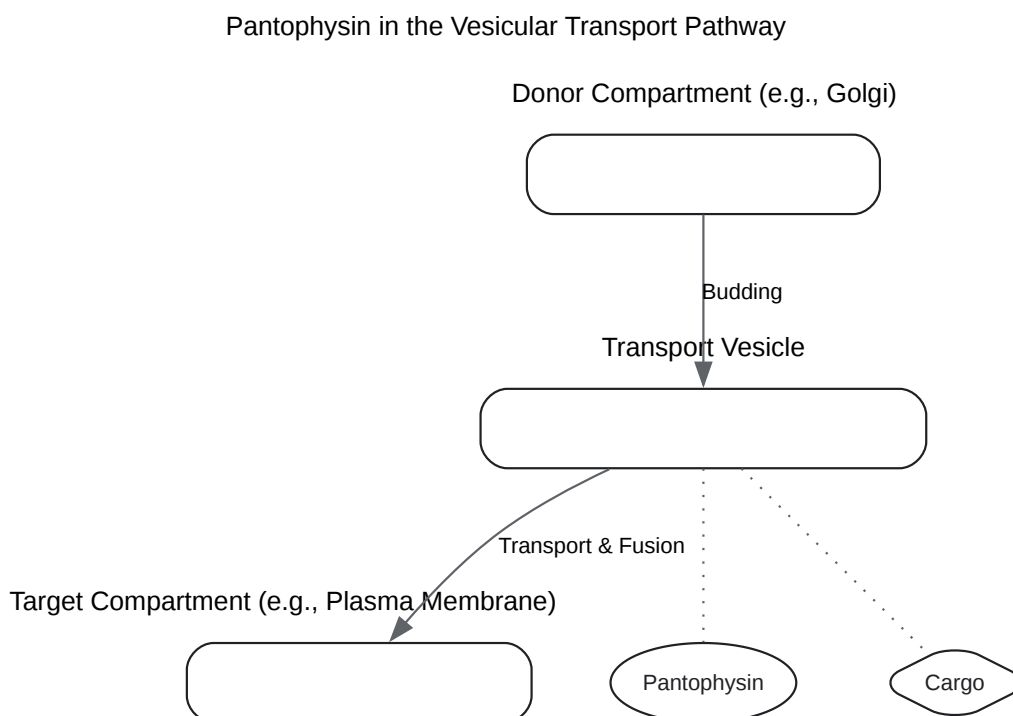 Pantophysin in the Vesicular Transport Pathway
Donor Compartment (e.g., Golgi)
Budding
Transport Vesicle
Transport & Fusion
Target Compartment (e.g., Plasma Membrane)
Pantophysin
Cargo